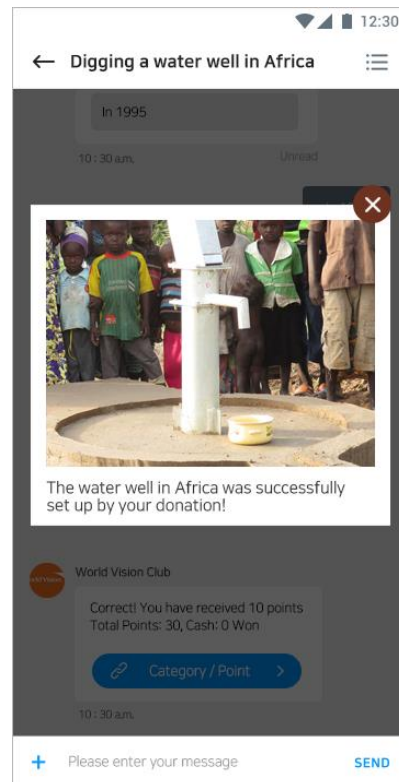 12:30
Digging a water well in Africa
In 1995
10 : 30 a.m.
Unread
The water well in Africa was successfully
set up by your donation!
World Vision Club
Correct! You have received 10 points
Total Points: 30, Cash: 0 Won
Category / Point
10 : 30 a.m.
Please enter your message
SEND